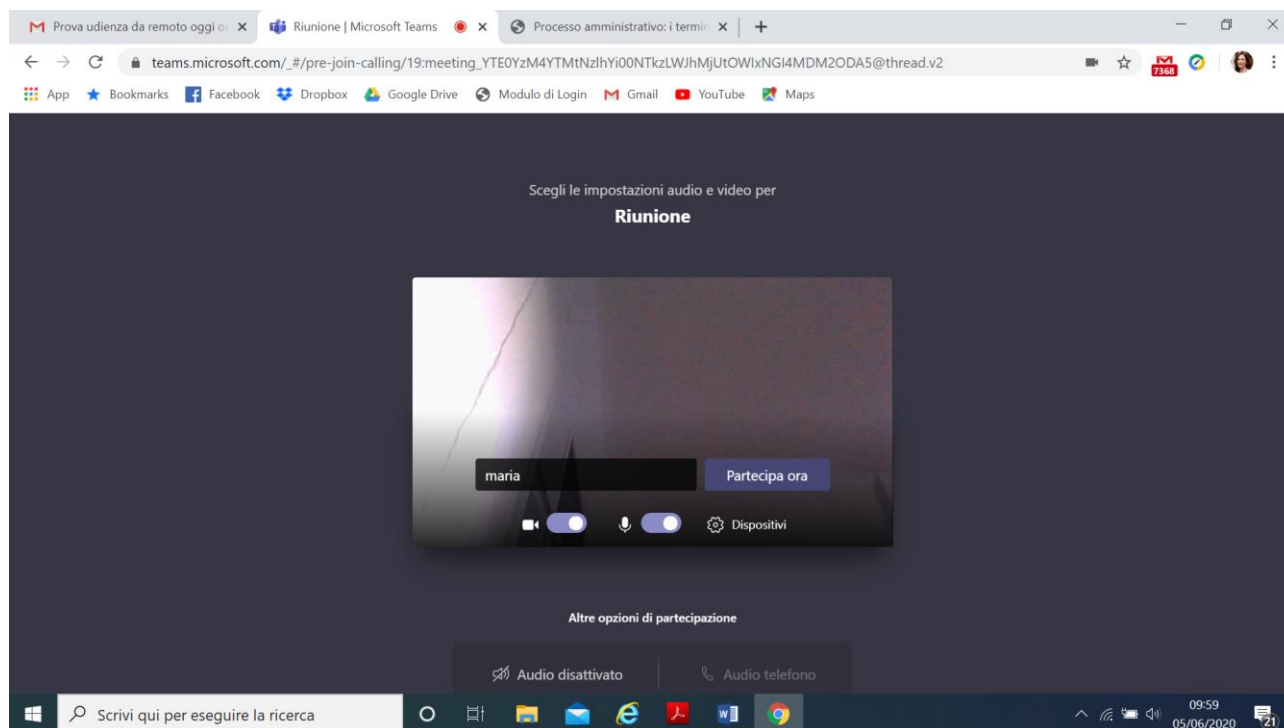 Prova udienza da remoto oggi o
Riunione | Microsoft Teams
Processo amministrativo: i termin
teams.microsoft.com/_#/pre-join-calling/19:meeting_YTE0YzM4YTMtNzlhYi00NTkzLWJhMjUtOWIxNGI4MDM2ODA5@thread.v2
7368
App Bookmarks Facebook Dropbox Google Drive Modulo di Login Gmail YouTube Maps
Scegli le impostazioni audio e video per
Riunione
maria
Partecipa ora
Dispositivi
Altre opzioni di partecipazione
Audio disattivato
Audio telefono
Scrivi qui per eseguire la ricerca
09:59
05/06/2020